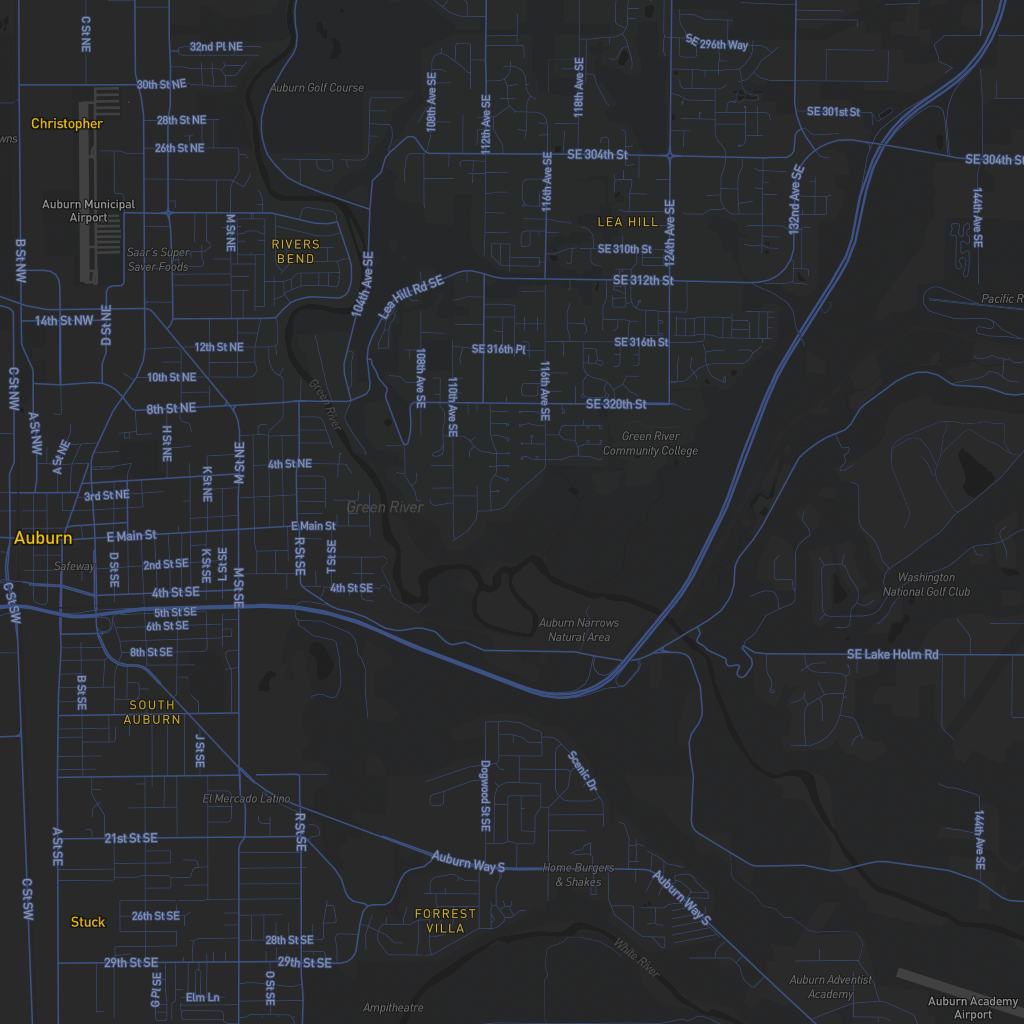 C St NE
32nd Pl NE
SE 296th Way
30th St NE
Auburn Golf Course
108th Ave SE
112th Ave SE
118th Ave SE
SE 301st St
Christopher
28th St NE
26th St NE
SE 304th St
SE 304th St
116th Ave SE
132nd Ave SE
144th Ave SE
Auburn Municipal
Airport
M St NE
LEA HILL
124th Ave SE
B St NW
Saar's Super
Saver Foods
RIVERS
BEND
SE 310th St
104th Ave SE
Lea Hill Rd SE
SE 312th St
Pacific R
14th St NW
D St NE
12th St NE
SE 316th Pl
SE 316th St
C St NW
10th St NE
108th Ave SE
110th Ave SE
116th Ave SE
8th St NE
SE 320th St
Green River
A St NW
A St NE
H St NE
M St NE
Green River
Community College
4th St NE
K St NE
3rd St NE
Green River
E Main St
E Main St
Auburn
R St SE
T St SE
Safeway
D St SE
2nd St SE
K St SE
L St SE
M St SE
4th St SE
4th St SE
Washington
National Golf Club
C St SW
5th St SE
6th St SE
Auburn Narrows
Natural Area
8th St SE
SE Lake Holm Rd
B St SE
SOUTH
AUBURN
J St SE
Dogwood St SE
Scenic Dr
El Mercado Latino
A St SE
21st St SE
R St SE
144th Ave SE
Auburn Way S
Home Burgers
& Shakes
Auburn Way S
C St SW
Stuck
26th St SE
FORREST
VILLA
28th St SE
White River
29th St SE
29th St SE
G Pl SE
Elm Ln
O St SE
Ampitheatre
Auburn Adventist
Academy
Auburn Academy
Airport